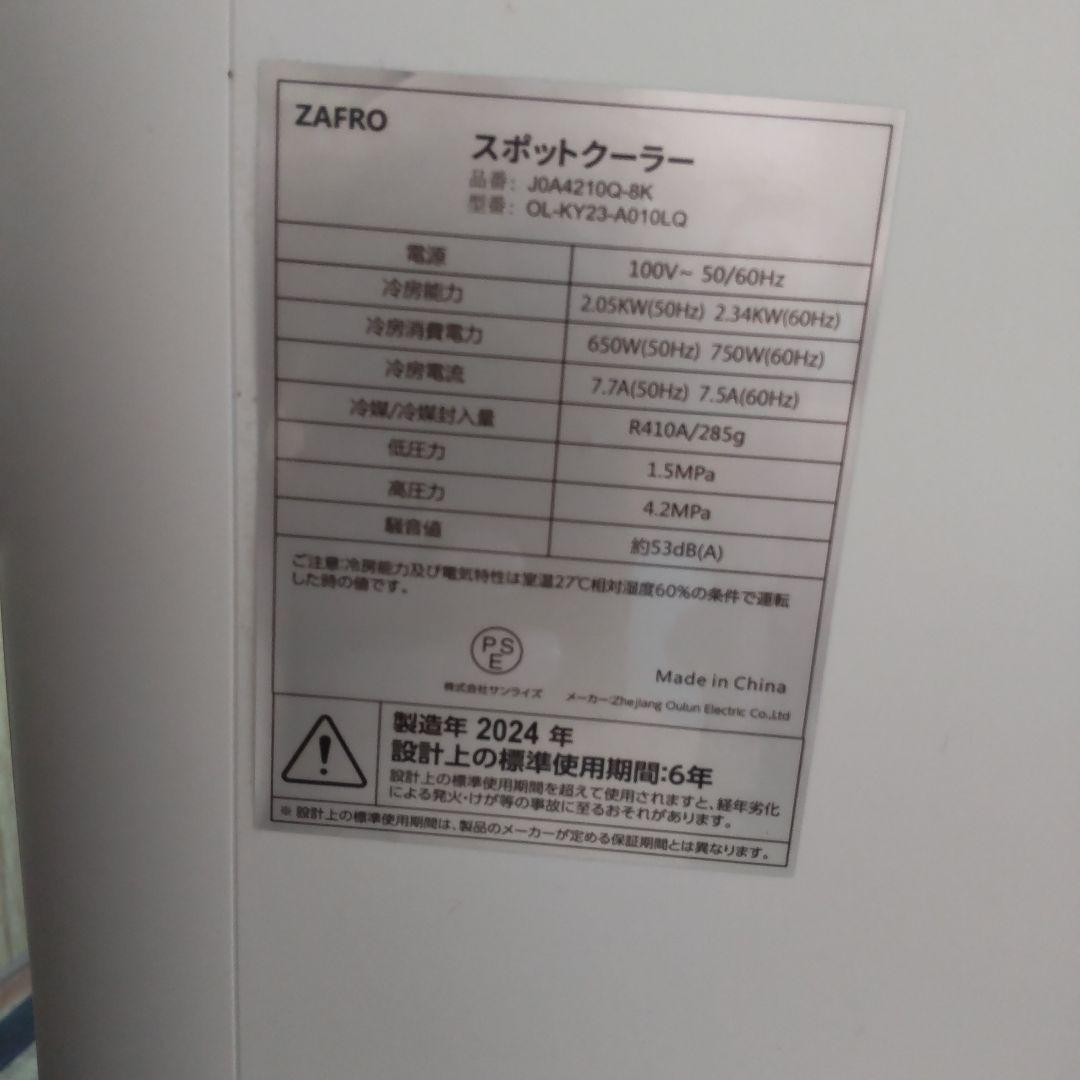 ZAFRO
スポットクーラー
品番: J0A4210Q-8K
型番: OL-KY23-A010LQ
電源 100V~ 50/60Hz
冷房能力 2.05KW(50Hz) 2.34KW(60Hz)
冷房消費電力 650W(50Hz) 750W(60Hz)
冷房電流 7.7A(50Hz) 7.5A(60Hz)
冷媒/冷媒封入量 R410A/285g
低圧力 1.5MPa
高圧力 4.2MPa
騒音値 約53dB(A)
ご注意:冷房能力及び電気特性は室温27℃相対湿度60%の条件で運転
した時の値です。
PS
E
Made in China
株式会社サンライズ メーカー:Zhejiang Oulun Electric Co.,Ltd
製造年 2024 年
設計上の標準使用期間:6年
設計上の標準使用期間を超えて使用されますと、経年劣化
による発火・けが等の事故に至るおそれがあります。
※ 設計上の標準使用期間は、製品のメーカーが定める保証期間とは異なります。